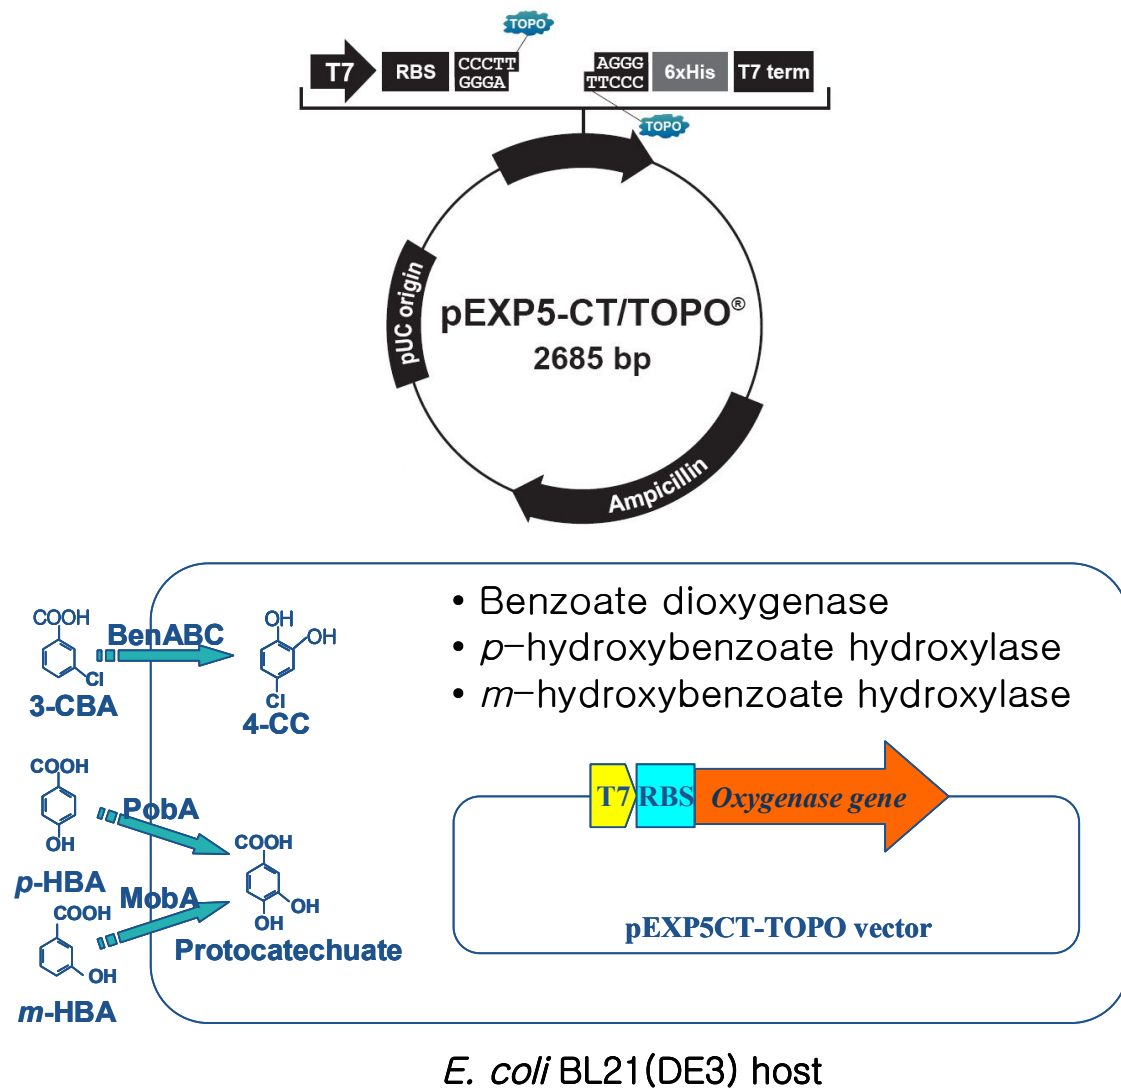 TOPO
T7
RBS
CCCTT
GGGA
AGGG
TTCCC
6xHis
T7 term
TOPO
pUC origin
pEXP5-CT/TOPO®
2685 bp
Ampicillin
COOH
Cl
3-CBA
BenABC
OH
OH
Cl
4-CC
• Benzoate dioxygenase
• p-hydroxybenzoate hydroxylase
• m-hydroxybenzoate hydroxylase
COOH
OH
p-HBA
PobA
MobA
COOH
OH
m-HBA
COOH
OH
OH
Protocatechuate
T7
RBS
Oxygenase gene
pEXP5CT-TOPO vector
E. coli BL21(DE3) host